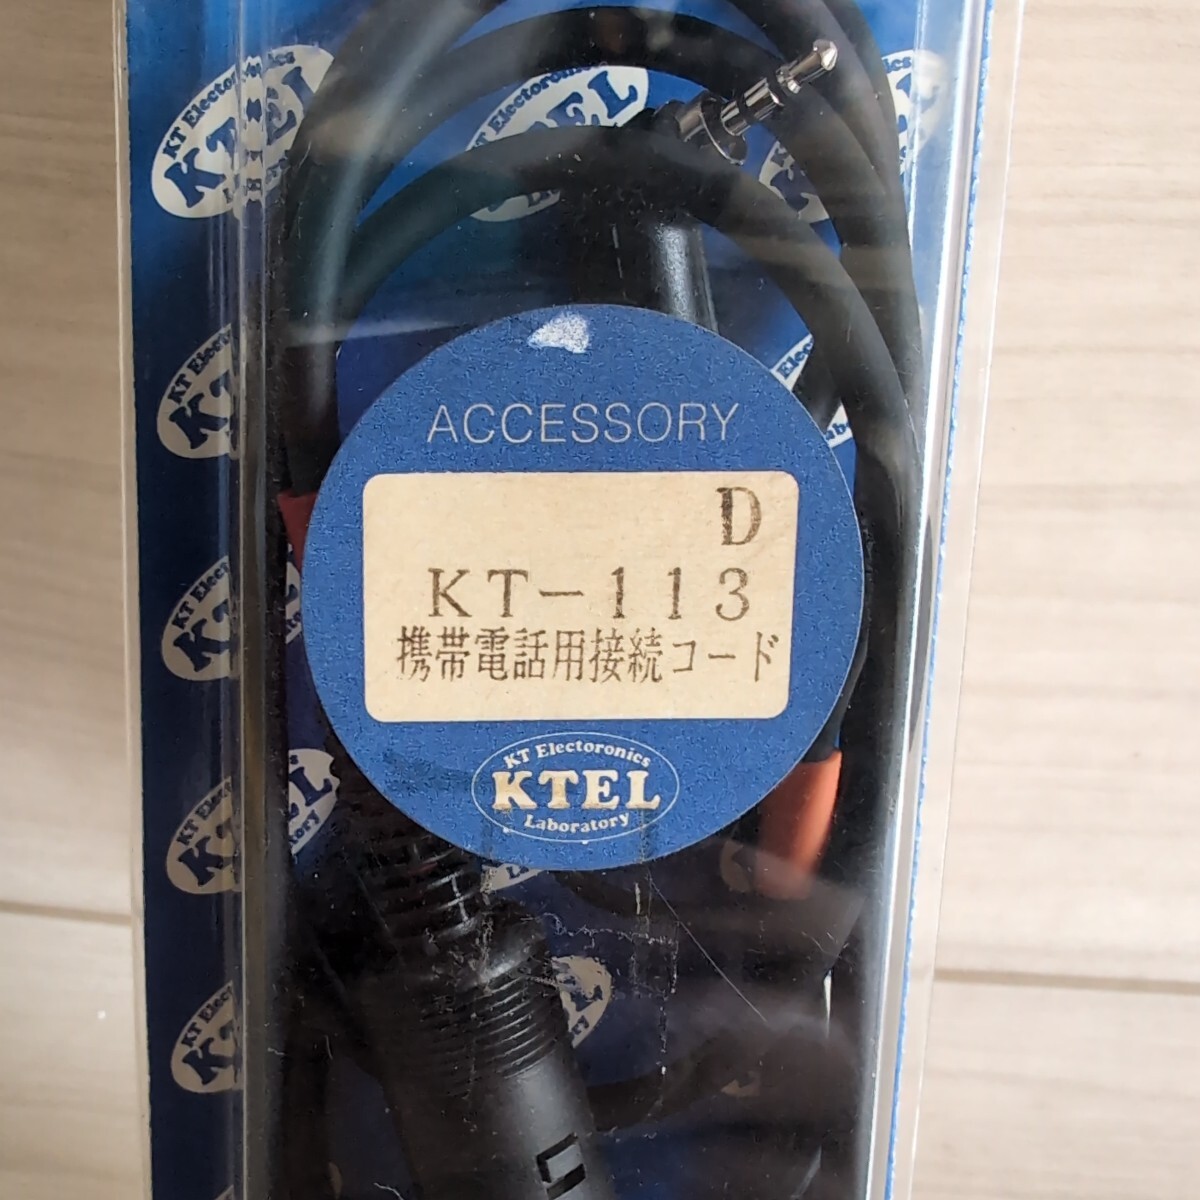 ACCESSORY
D
KT-113
携帯電話用接続コード
KT Electoronics
KTEL
Laboratory